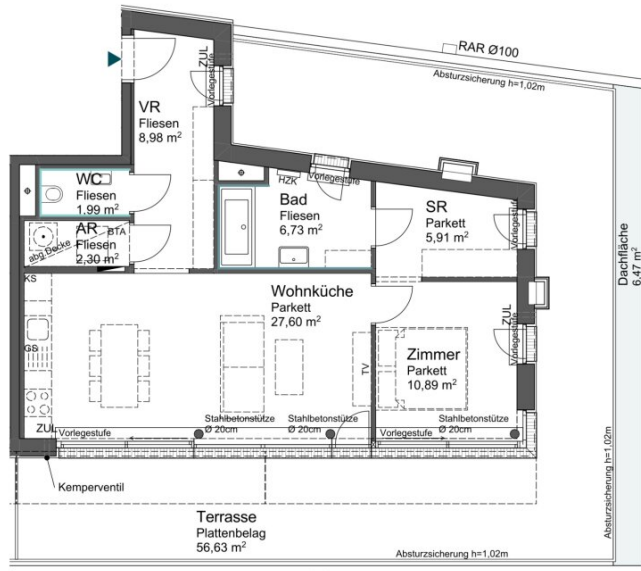 RAR Ø100
Absturzsicherung h=1,02m
ZUL
Vorlegestufe
VR
Fliesen
8,98 m²
WC
Fliesen
1,99 m²
HZK
Vorlegestufe
Bad
Fliesen
6,73 m²
SR
Parkett
5,91 m²
Vorlegestufe
AR
Fliesen
2,30 m²
BTA
abg.Decke
Dachfläche
6,47 m²
KS
GS
Wohnküche
Parkett
27,60 m²
Zimmer
Parkett
10,89 m²
ZUL
Vorlegestufe
TV
ZUL
Vorlegestufe
Stahlbetonstütze
Ø 20cm
Stahlbetonstütze
Ø 20cm
Stahlbetonstütze
Ø 20cm
Vorlegestufe
Kemperventil
Terrasse
Plattenbelag
56,63 m²
Absturzsicherung h=1,02m
Absturzsicherung h=1,02m